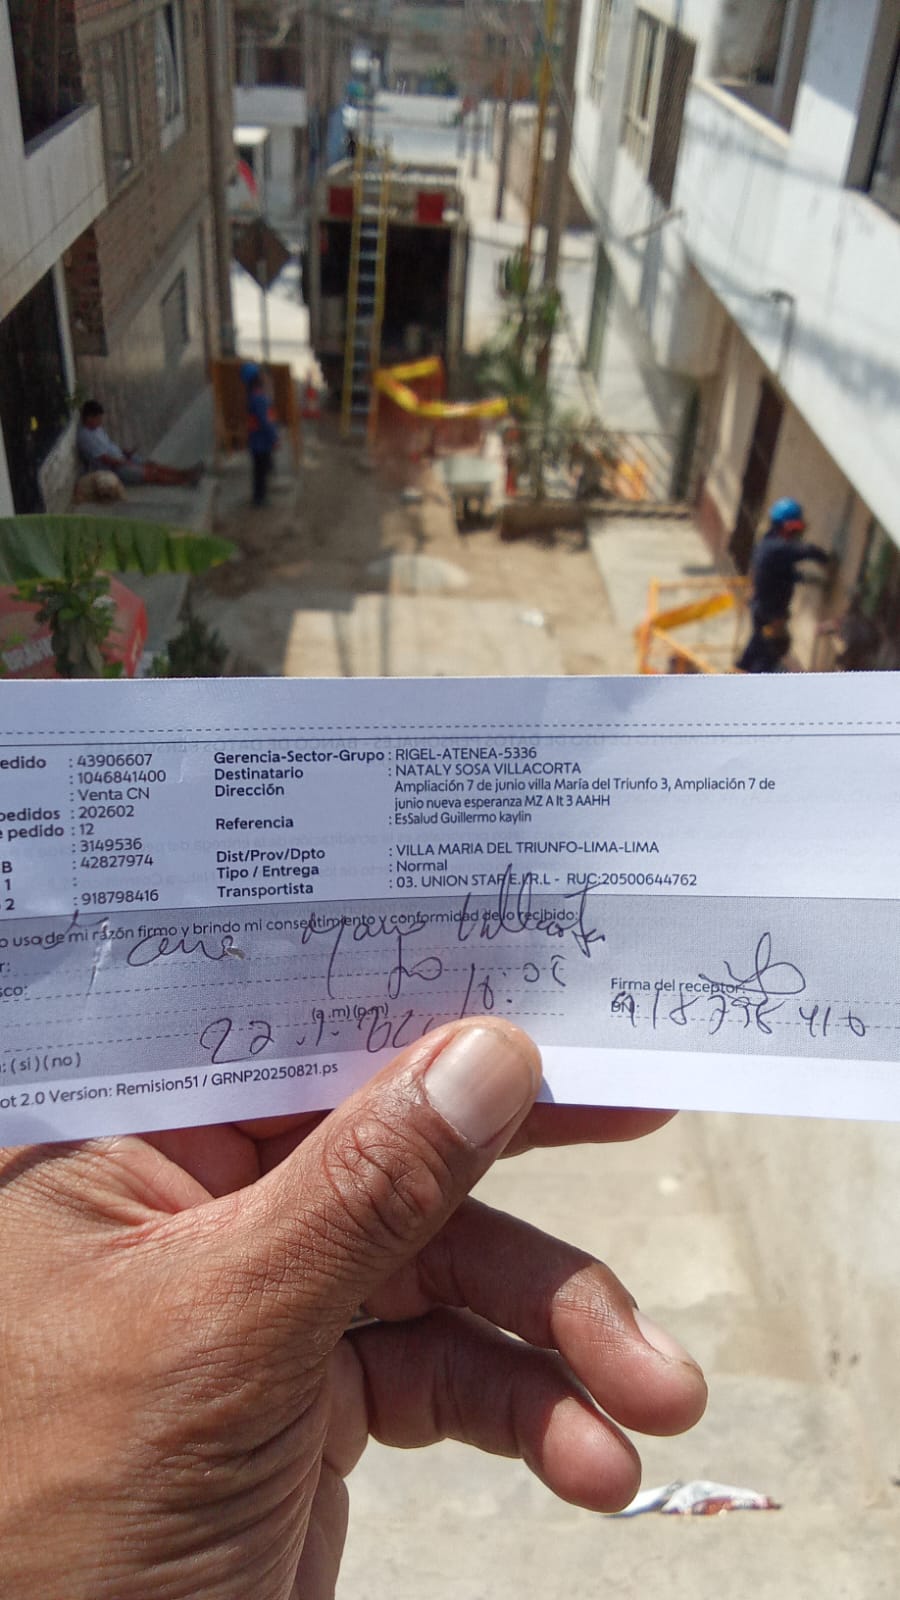 edido : 43906607
: 1046841400
: Venta CN
pedidos : 202602
e pedido : 12
: 3149536
B : 42827974
1 :
2 : 918798416
Gerencia-Sector-Grupo : RIGEL-ATENEA-5336
Destinatario : NATALY SOSA VILLACORTA
Dirección Ampliación 7 de junio villa María del Triunfo 3, Ampliación 7 de
junio nueva esperanza MZ A lt 3 AAHH
Referencia : EsSalud Guillermo kaylin
Dist/Prov/Dpto : VILLA MARIA DEL TRIUNFO-LIMA-LIMA
Tipo / Entrega : Normal
Transportista : 03. UNION STAR E.I.R.L - RUC:20500644762
o uso de mi razón firmo y brindo mi consentimiento y conformidad de lo recibido:
r:
sco:
Firma del receptor:
(a.m) (p.m)
22
: (si) (no)
ot 2.0 Version: Remision51 / GRNP20250821.ps